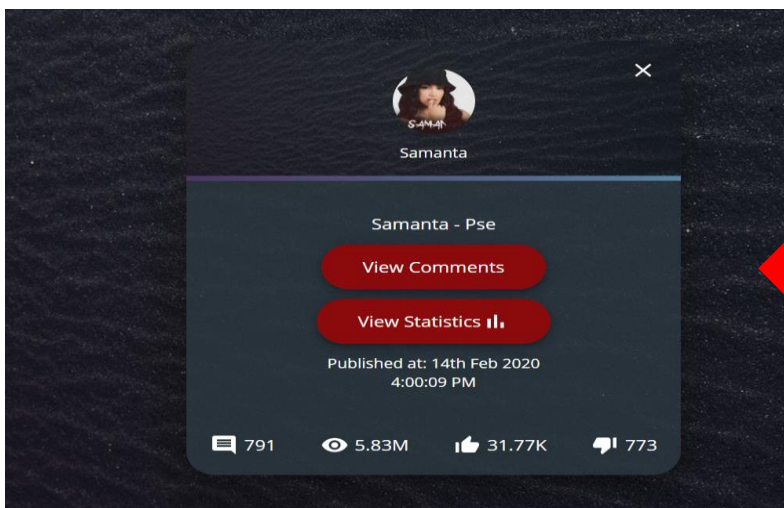 SAMAN
Samanta
Samanta - Pse
View Comments
View Statistics
Published at: 14th Feb 2020
4:00:09 PM
791 5.83M 31.77K 773